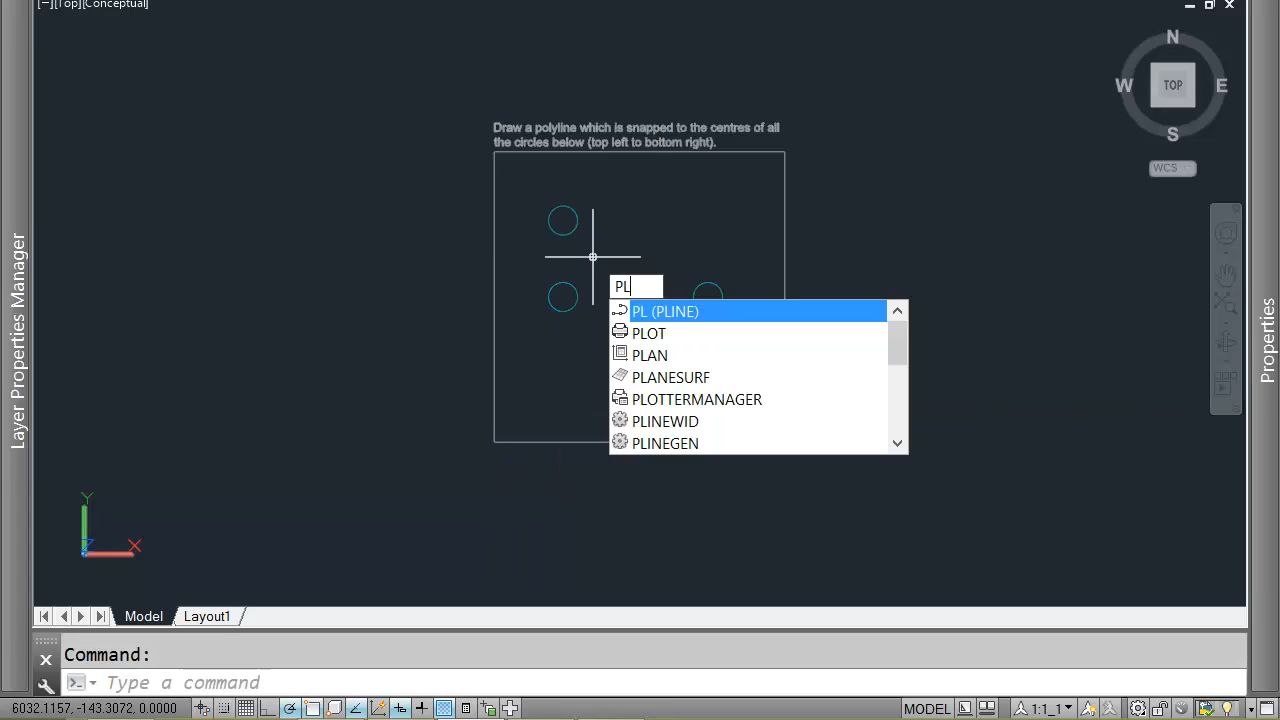 [−][Top][Conceptual]
N
W
TOP
E
S
WCS
Draw a polyline which is snapped to the centres of all
the circles below (top left to bottom right).
PL
PL (PLINE)
PLOT
PLAN
PLANESURF
PLOTTERMANAGER
PLINEWID
PLINEGEN
Layer Properties Manager
Properties
Y
Z
X
Model
Layout1
Command:
Type a command
6032.1157, -143.3072, 0.0000
MODEL
1:1_1